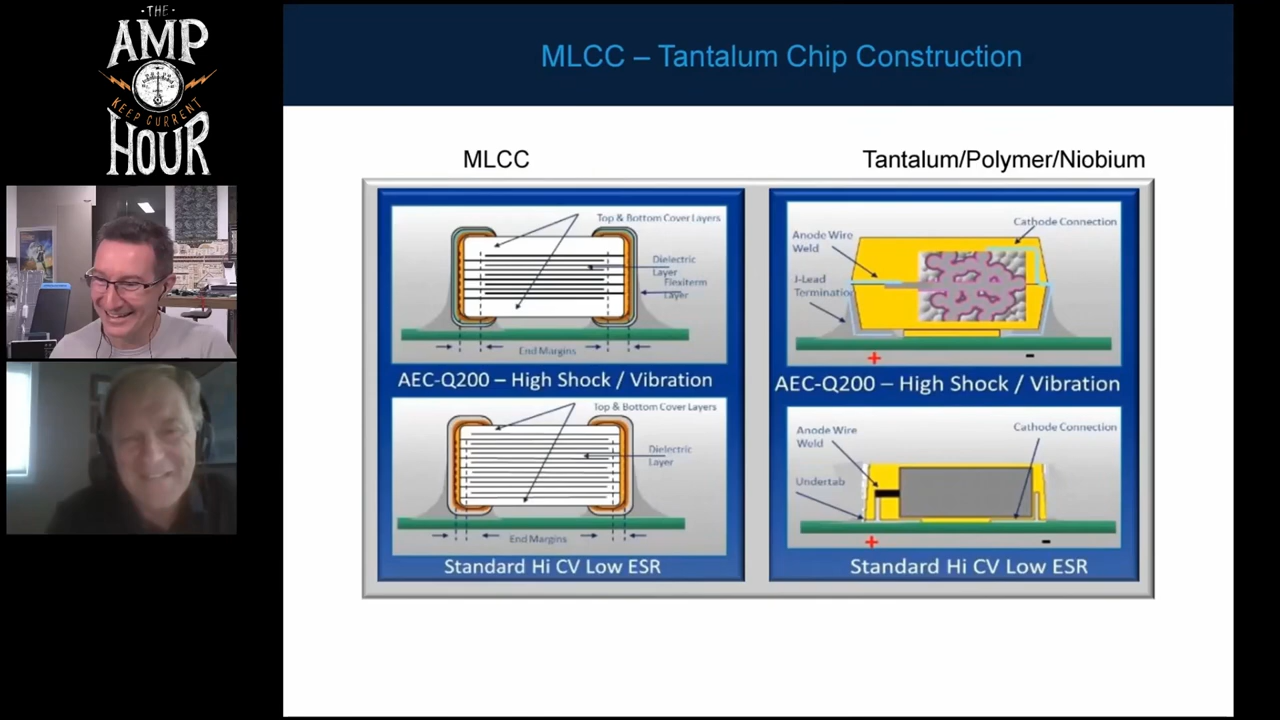 -THE-
AMP
KEEP CURRENT
HOUR
MLCC – Tantalum Chip Construction
MLCC
Tantalum/Polymer/Niobium
Top & Bottom Cover Layers
Dielectric
Layer
Flexiterm
Layer
End Margins
AEC-Q200 – High Shock / Vibration
Top & Bottom Cover Layers
Dielectric
Layer
End Margins
Standard Hi CV Low ESR
Cathode Connection
Anode Wire
Weld
J-Lead
Termination
+ -
AEC-Q200 – High Shock / Vibration
Anode Wire
Weld
Cathode Connection
Undertab
+ -
Standard Hi CV Low ESR